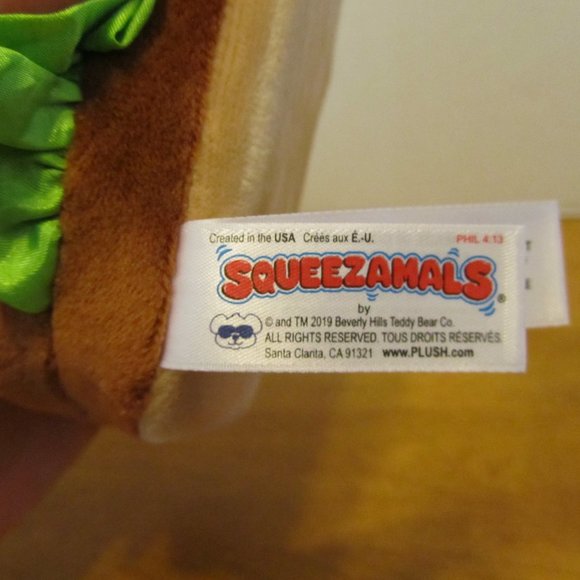 Created in the USA Créés aux É.-U. PHIL 4:13
SQUEEZAMALS®
by
© and TM 2019 Beverly Hills Teddy Bear Co.
ALL RIGHTS RESERVED. TOUS DROITS RÉSERVÉS.
Santa Clarita, CA 91321 www.PLUSH.com